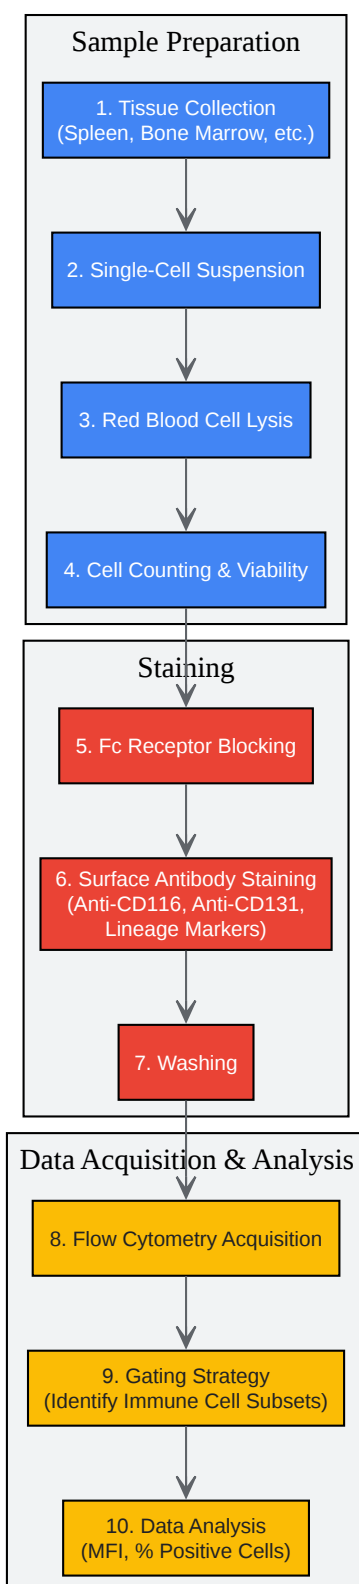 Sample Preparation
1. Tissue Collection
(Spleen, Bone Marrow, etc.)
2. Single-Cell Suspension
3. Red Blood Cell Lysis
4. Cell Counting & Viability
Staining
5. Fc Receptor Blocking
6. Surface Antibody Staining
(Anti-CD116, Anti-CD131,
Lineage Markers)
7. Washing
Data Acquisition & Analysis
8. Flow Cytometry Acquisition
9. Gating Strategy
(Identify Immune Cell Subsets)
10. Data Analysis
(MFI, % Positive Cells)